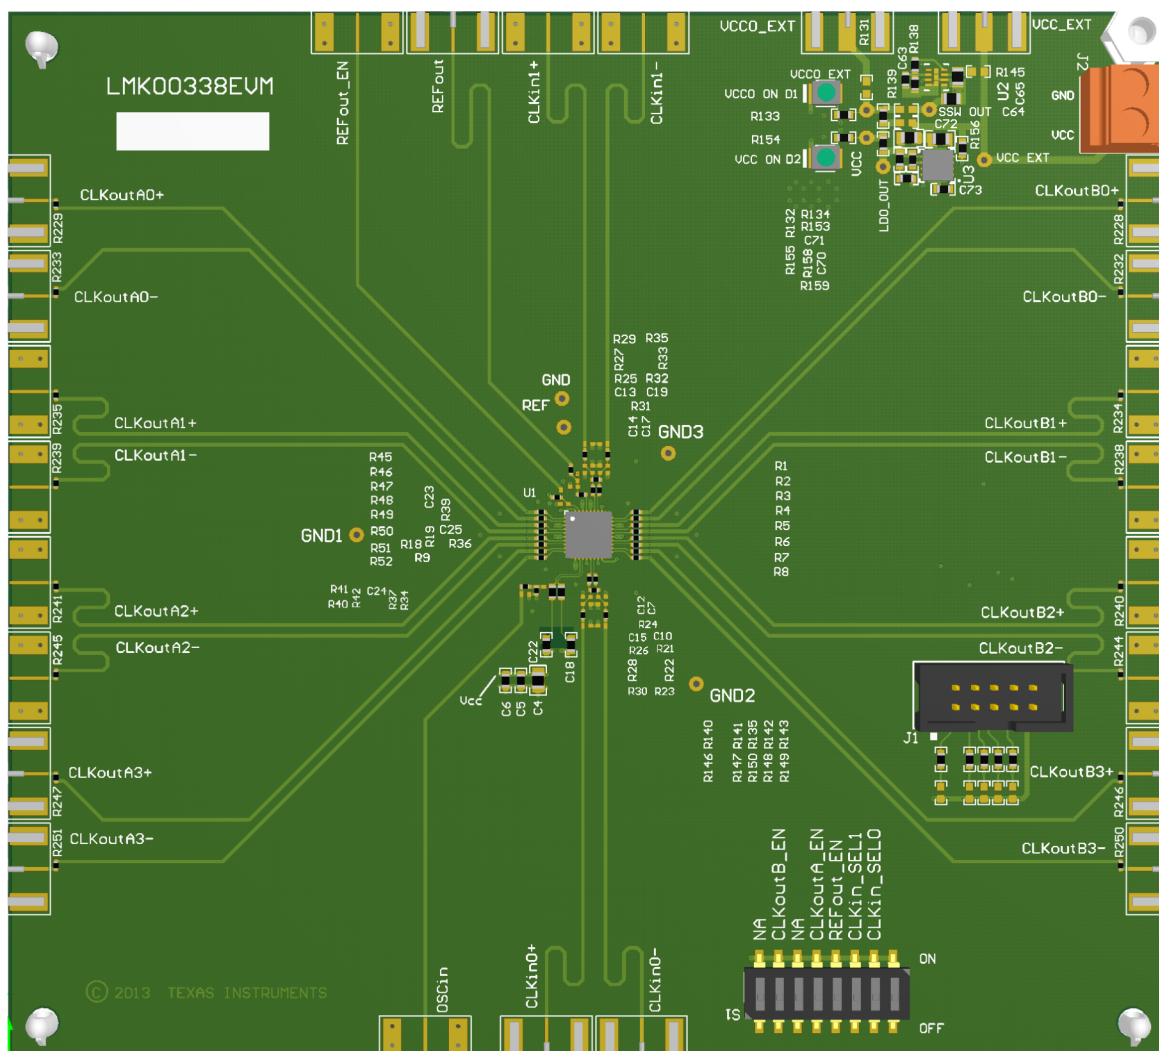 LMK00338EVM
REFout_EN
REFout
CLKin1+
CLKin1-
VCCO_EXT
R131
VCC_EXT
J2
GND
VCC
VCCO EXT
VCCO ON D1
R133
R154
VCC ON D2
VCC
R139
C63
R138
R145
U2
C65
C64
SSW OUT
C72
R156
VCC EXT
U3
C73
LDO_OUT
R132
R134
R153
C71
R155
R158
C70
R159
CLKoutA0+
R229
R233
CLKoutA0-
R235
CLKoutA1+
R239
CLKoutA1-
R241
CLKoutA2+
R245
CLKoutA2-
R247
CLKoutA3+
R251
CLKoutA3-
CLKoutB0+
R228
R232
CLKoutB0-
R234
CLKoutB1+
R238
CLKoutB1-
R240
CLKoutB2+
R244
CLKoutB2-
J1
CLKoutB3+
R246
R250
CLKoutB3-
R29
R35
R27
R33
R25
R32
C13
C19
R31
C14
C17
GND
REF
GND3
U1
R45
R46
R47
R48
R49
R50
R51
R52
C23
R39
R19
C25
R18
R36
R9
GND1
R41
R42
C24
R37
R34
R40
R1
R2
R3
R4
R5
R6
R7
R8
C12
C7
R24
C15
C10
R26
R21
R28
R22
R30
R23
GND2
C22
C18
Vcc
C6
C5
C4
R146
R140
R147
R141
R150
R135
R148
R142
R149
R143
NA
CLKoutB_EN
NA
CLKoutA_EN
REFout_EN
CLKin_SEL1
CLKin_SEL0
ON
S1
OFF
© 2013 TEXAS INSTRUMENTS
OSCin
CLKin0+
CLKin0-